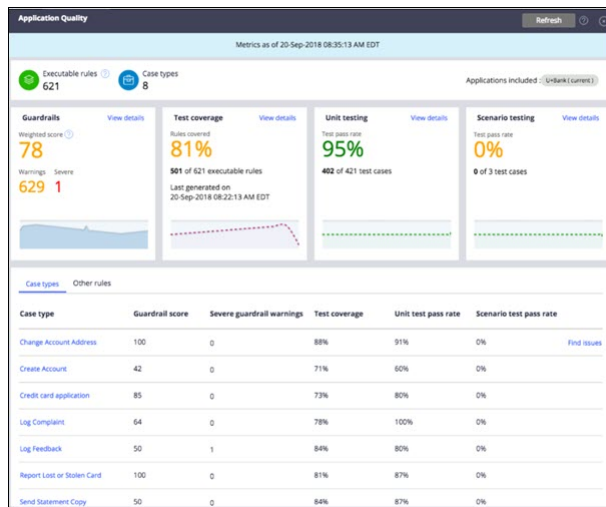 Application Quality
Refresh
Metrics as of 20-Sep-2018 08:35:13 AM EDT
Executable rules
621
Case types
8
Applications included : U+Bank ( current )
Guardrails View details
Weighted score
78
Warnings Severe
629 1
Test coverage View details
Rules covered
81%
501 of 621 executable rules
Last generated on
20-Sep-2018 08:22:13 AM EDT
Unit testing View details
Test pass rate
95%
402 of 421 test cases
Scenario testing View details
Test pass rate
0%
0 of 3 test cases
Case types Other rules
Case type Guardrail score Severe guardrail warnings Test coverage Unit test pass rate Scenario test pass rate
Change Account Address 100 0 88% 91% 0% Find issues
Create Account 42 0 71% 60% 0%
Credit card application 85 0 73% 80% 0%
Log Complaint 64 0 78% 100% 0%
Log Feedback 50 1 84% 80% 0%
Report Lost or Stolen Card 100 0 81% 87% 0%
Send Statement Copy 50 0 84% 87% 0%